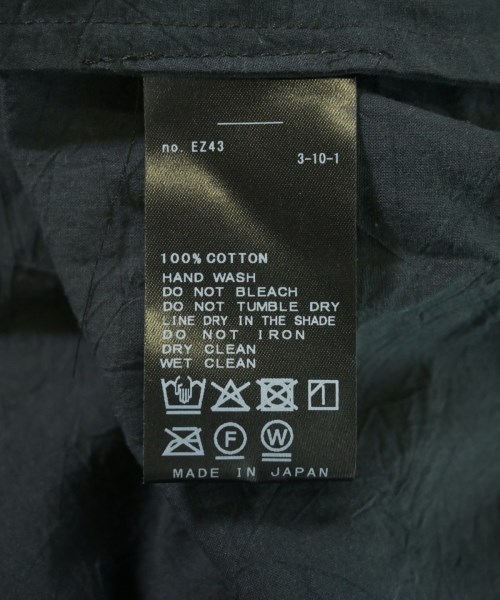 no. EZ43
3-10-1
100% COTTON
HAND WASH
DO NOT BLEACH
DO NOT TUMBLE DRY
LINE DRY IN THE SHADE
DO NOT IRON
DRY CLEAN
WET CLEAN
F W
MADE IN JAPAN